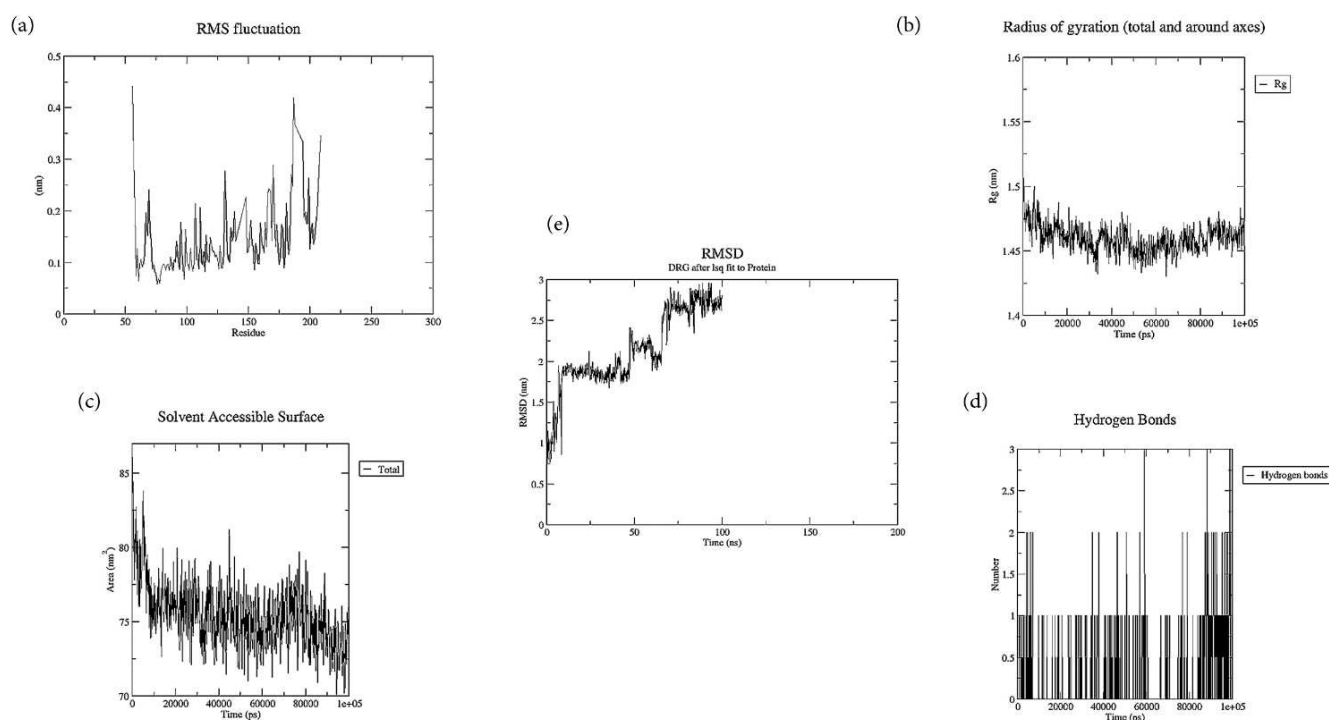 (a)
RMS fluctuation
0.5
0.4
0.3
(nm)
0.2
0.1
0
0
50
100
150
200
250
300
Residue
(b)
Radius of gyration (total and around axes)
1.6
1.55
1.5
Rg (nm)
1.45
1.4
0
20000
40000
60000
80000
1e+05
Time (ps)
Rg
(e)
RMSD
DRG after lsq fit to Protein
3
2.5
2
1.5
RMSD (nm)
1
0.5
0
0
50
100
150
200
Time (ns)
(c)
Solvent Accessible Surface
85
80
Area (nm²)
75
70
0
20000
40000
60000
80000
1e+05
Time (ps)
Total
(d)
Hydrogen Bonds
3
2.5
2
1.5
Number
1
0.5
0
0
20000
40000
60000
80000
1e+05
Time (ps)
Hydrogen bonds